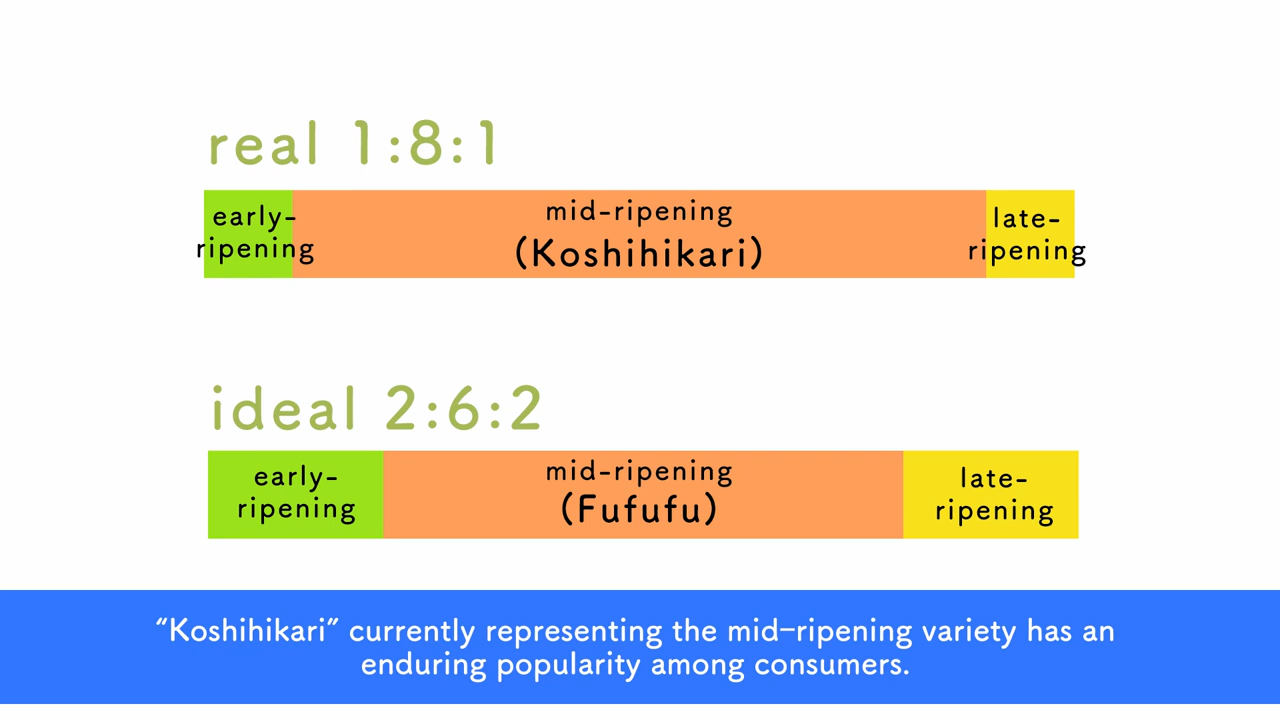 real 1:8:1
early-
ripening
mid-ripening
(Koshihikari)
late-
ripening
ideal 2:6:2
early-
ripening
mid-ripening
(Fufufu)
late-
ripening
“Koshihikari” currently representing the mid–ripening variety has an
enduring popularity among consumers.